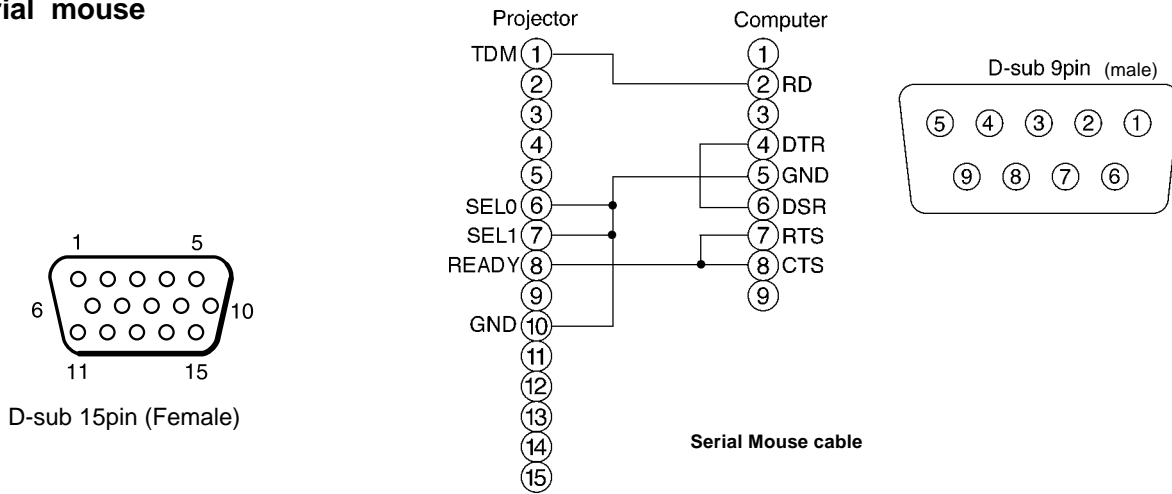 rial mouse
Projector
Computer
TDM 1
2
3
4
5
SEL0 6
SEL1 7
READY 8
9
GND 10
11
12
13
14
15
1
2 RD
3
4 DTR
5 GND
6 DSR
7 RTS
8 CTS
9
D-sub 9pin (male)
5 4 3 2 1
9 8 7 6
1 5
6 10
11 15
D-sub 15pin (Female)
Serial Mouse cable